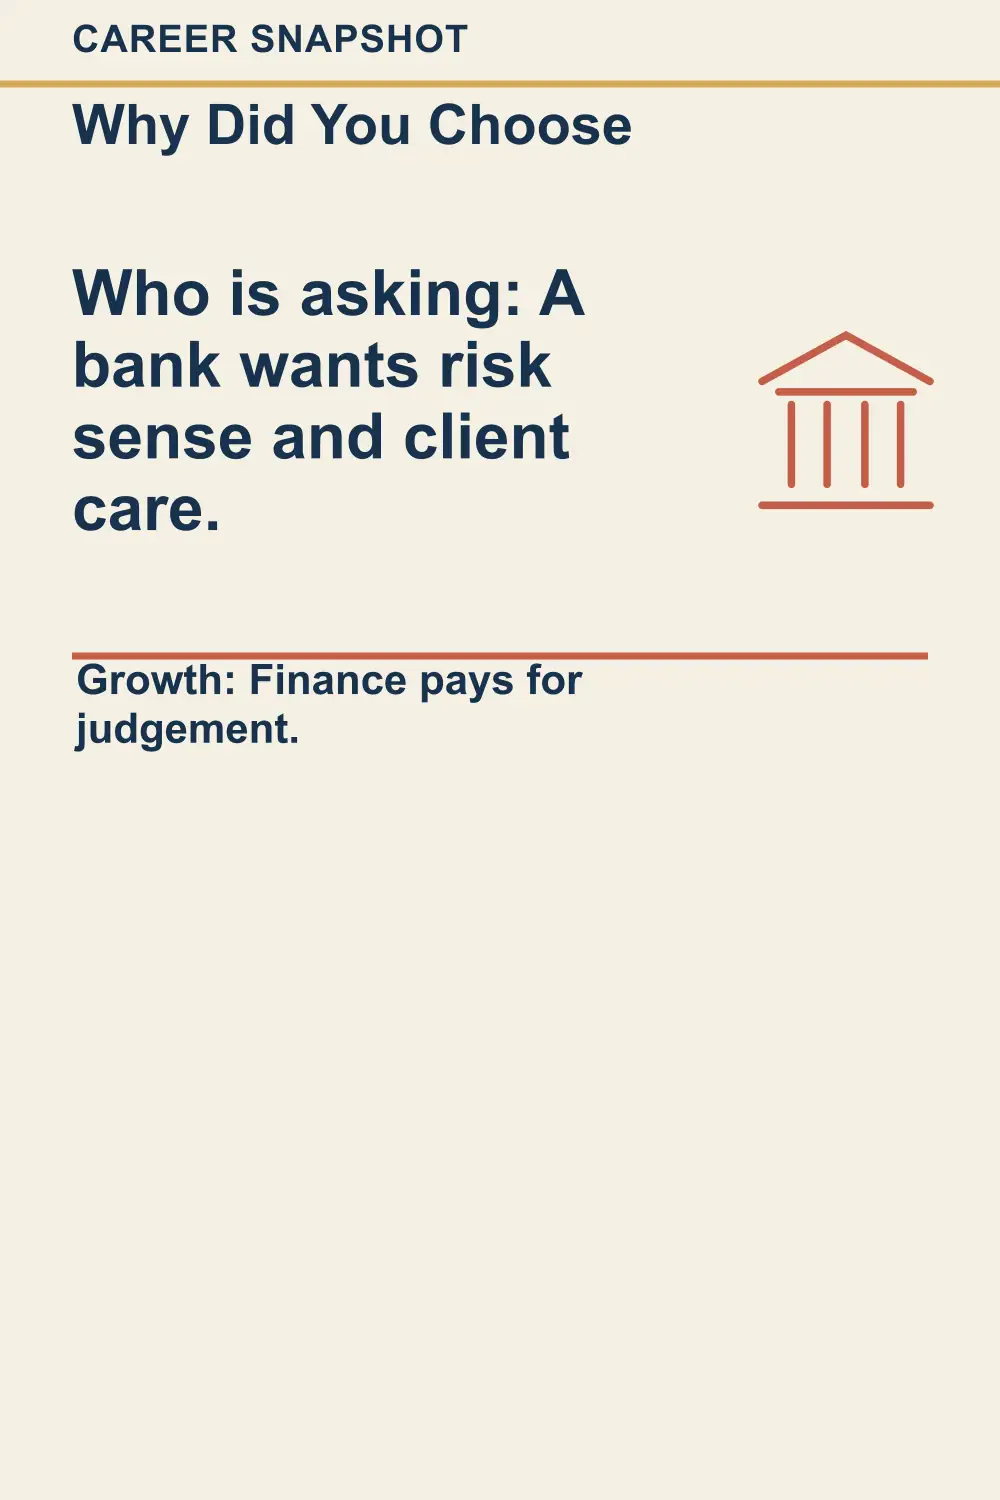 CAREER SNAPSHOT
Why Did You Choose
Who is asking: A
bank wants risk
sense and client
care.
Growth: Finance pays for
judgement.